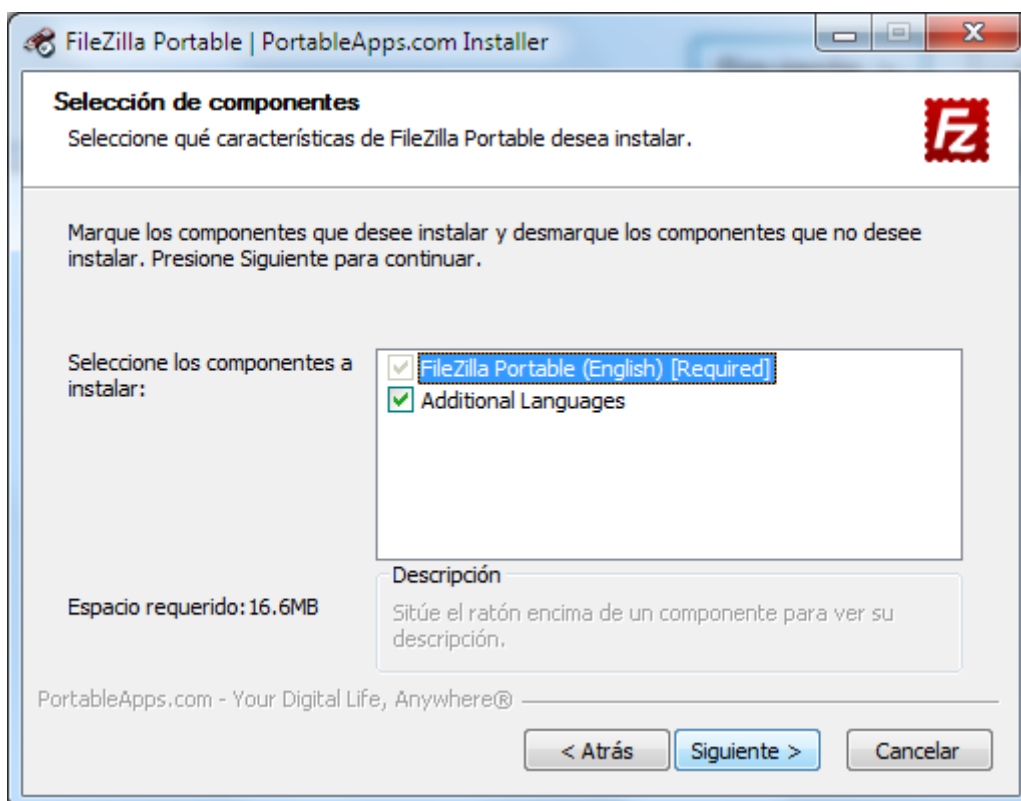 FileZilla Portable | PortableApps.com Installer
Selección de componentes
Seleccione qué características de FileZilla Portable desea instalar.
Fz
Marque los componentes que desee instalar y desmarque los componentes que no desee
instalar. Presione Siguiente para continuar.
Seleccione los componentes a
instalar:
FileZilla Portable (English) [Required]
Additional Languages
Espacio requerido:16.6MB
Descripción
Sitúe el ratón encima de un componente para ver su
descripción.
PortableApps.com - Your Digital Life, Anywhere®
< Atrás
Siguiente >
Cancelar